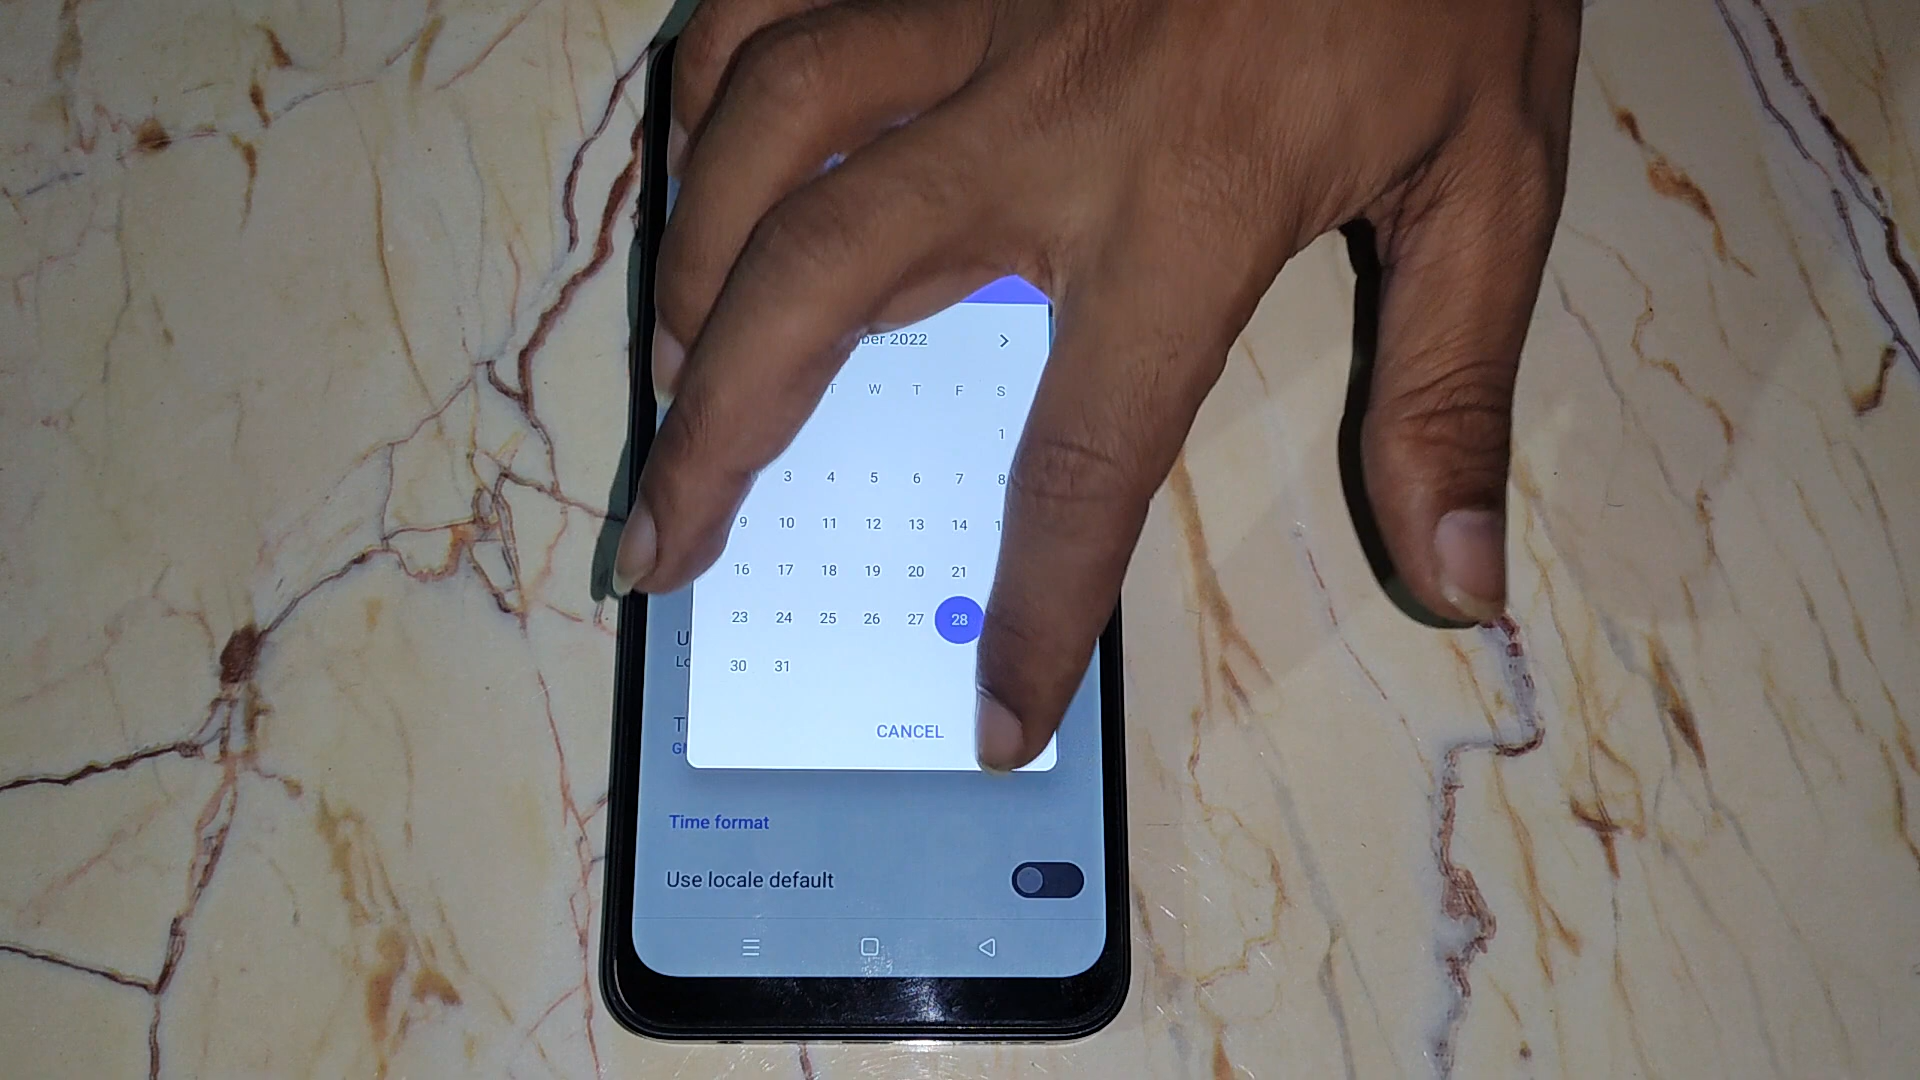 ber 2022
T W T F S
1
3 4 5 6 7 8
9 10 11 12 13 14
16 17 18 19 20 21
23 24 25 26 27 28
30 31
CANCEL
Time format
Use locale default